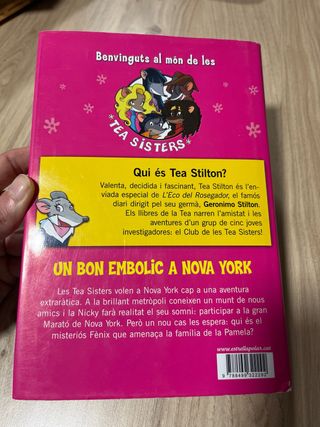 Benvinguts al món de les
TEA SISTERS
Qui és Tea Stilton?
Valenta, decidida i fascinant, Tea Stilton és l'en-
viada especial de L'Eco del Rosegador, el famós
diari dirigit pel seu germà, Geronimo Stilton.
Els llibres de la Tea narren l'amistat i les
aventures d'un grup de cinc joves
investigadores: el Club de les Tea Sisters!
UN BON EMBOLIC A NOVA YORK
Les Tea Sisters volen a Nova York cap a una aventura
extraràtica. A la brillant metròpoli coneixen un munt de nous
amics i la Nicky farà realitat el seu somni: participar a la gran
Marató de Nova York. Però un nou cas les espera: qui és el
misteriós Fènix que amenaça la família de la Pamela?
www.estrellapolar.cat
9 788499 322292